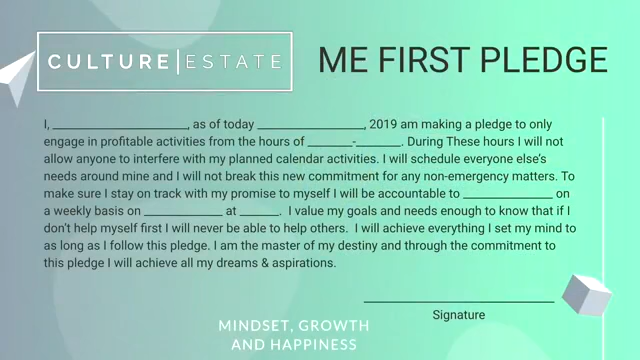 CULTURE|ESTATE
ME FIRST PLEDGE
I, ______________________, as of today _________________, 2019 am making a pledge to only
engage in profitable activities from the hours of _______-_______. During These hours I will not
allow anyone to interfere with my planned calendar activities. I will schedule everyone else's
needs around mine and I will not break this new commitment for any non-emergency matters. To
make sure I stay on track with my promise to myself I will be accountable to ______________ on
a weekly basis on ____________ at ______. I value my goals and needs enough to know that if I
don't help myself first I will never be able to help others. I will achieve everything I set my mind to
as long as I follow this pledge. I am the master of my destiny and through the commitment to
this pledge I will achieve all my dreams & aspirations.
Signature
MINDSET, GROWTH
AND HAPPINESS